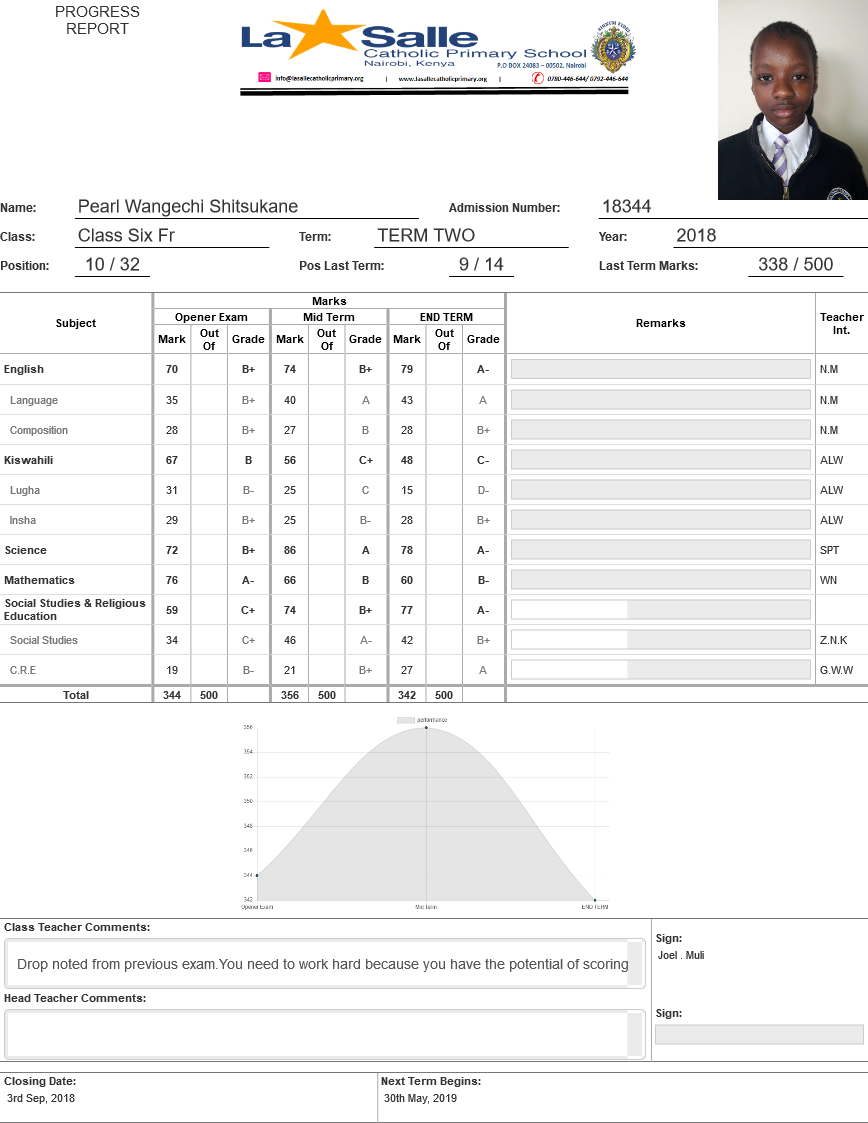 PROGRESS
REPORT
La Salle
Catholic Primary School
Nairobi, Kenya
P.O BOX 24083 – 00502, Nairobi
info@lasallecatholicprimary.org | www.lasallecatholicprimary.org | 0780-446-644/ 0792-446-644
Name: Pearl Wangechi Shitsukane Admission Number: 18344
Class: Class Six Fr Term: TERM TWO Year: 2018
Position: 10 / 32 Pos Last Term: 9 / 14 Last Term Marks: 338 / 500
Subject Marks Remarks Teacher Int.
Opener Exam Mid Term END TERM
Mark Out Of Grade Mark Out Of Grade Mark Out Of Grade
English 70 B+ 74 B+ 79 A- N.M
Language 35 B+ 40 A 43 A N.M
Composition 28 B+ 27 B 28 B+ N.M
Kiswahili 67 B 56 C+ 48 C- ALW
Lugha 31 B- 25 C 15 D- ALW
Insha 29 B+ 25 B- 28 B+ ALW
Science 72 B+ 86 A 78 A- SPT
Mathematics 76 A- 66 B 60 B- WN
Social Studies & Religious Education 59 C+ 74 B+ 77 A-
Social Studies 34 C+ 46 A- 42 B+ Z.N.K
C.R.E 19 B- 21 B+ 27 A G.W.W
Total 344 500 356 500 342 500
performance
356
354
352
350
348
346
344
342
Opener Exam Mid Term END TERM
Class Teacher Comments:
Drop noted from previous exam.You need to work hard because you have the potential of scoring
Sign:
Joel . Muli
Head Teacher Comments:
Sign:
Closing Date: Next Term Begins:
3rd Sep, 2018 30th May, 2019